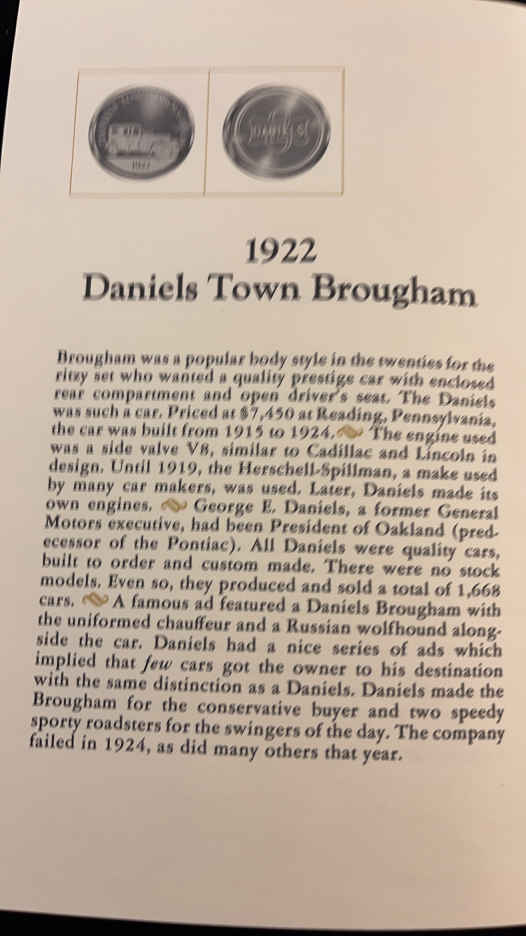 1922
1922
Daniels Town Brougham
Brougham was a popular body style in the twenties for the
ritzy set who wanted a quality prestige car with enclosed
rear compartment and open driver's seat. The Daniels
was such a car. Priced at $7,450 at Reading, Pennsylvania,
the car was built from 1915 to 1924. The engine used
was a side valve V8, similar to Cadillac and Lincoln in
design. Until 1919, the Herschell-Spillman, a make used
by many car makers, was used. Later, Daniels made its
own engines. George E. Daniels, a former General
Motors executive, had been President of Oakland (pred-
ecessor of the Pontiac). All Daniels were quality cars,
built to order and custom made. There were no stock
models. Even so, they produced and sold a total of 1,668
cars. A famous ad featured a Daniels Brougham with
the uniformed chauffeur and a Russian wolfhound along-
side the car. Daniels had a nice series of ads which
implied that few cars got the owner to his destination
with the same distinction as a Daniels. Daniels made the
Brougham for the conservative buyer and two speedy
sporty roadsters for the swingers of the day. The company
failed in 1924, as did many others that year.